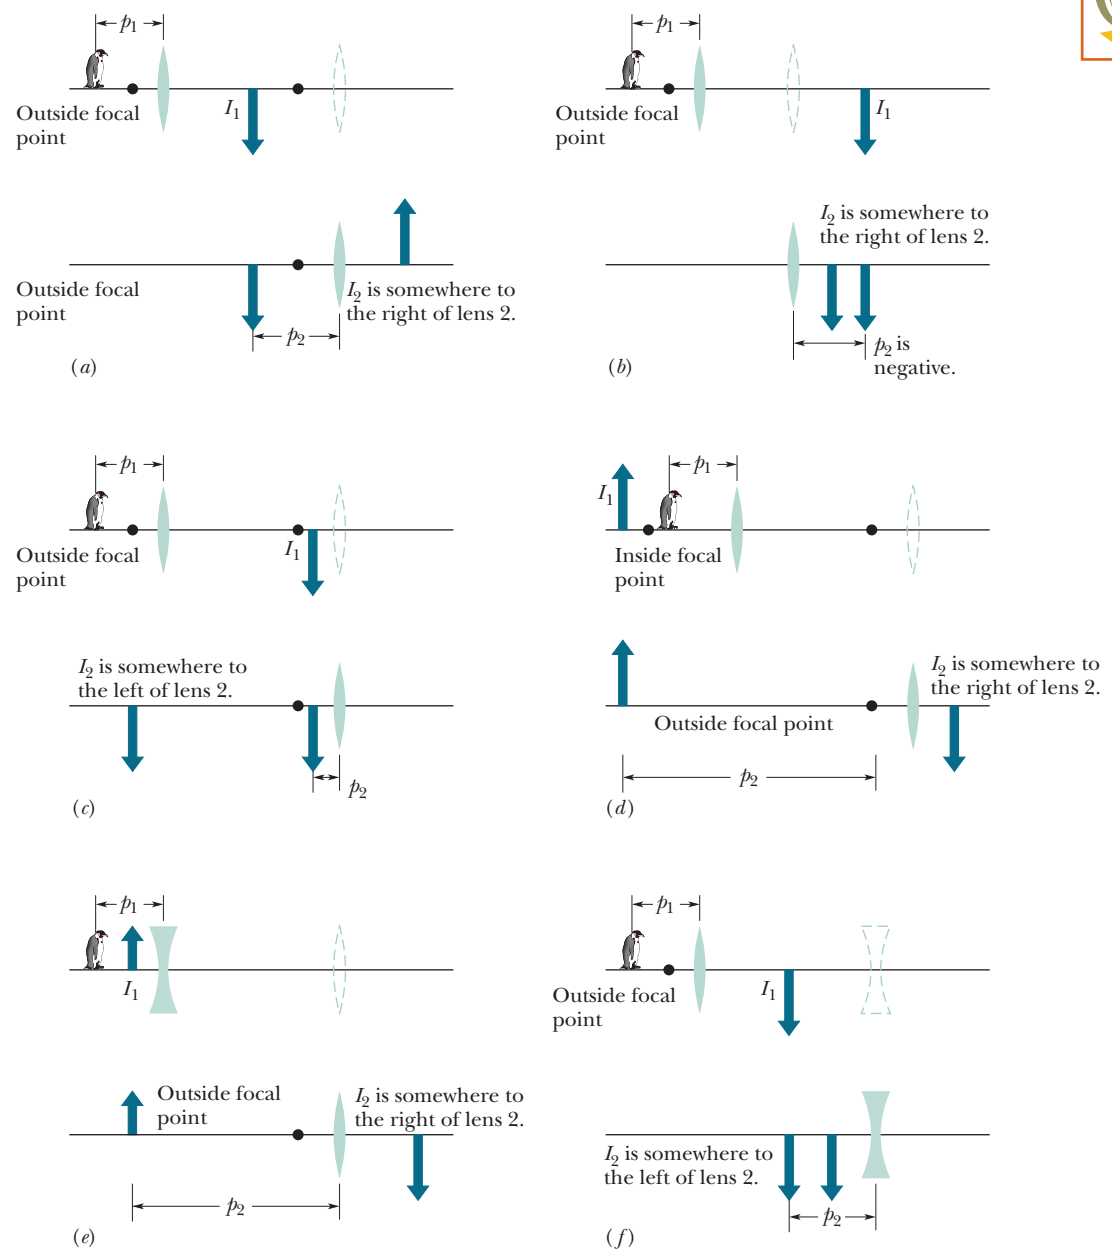 p₁
Outside focal
point
I₁
Outside focal
point
I₂ is somewhere to
the right of lens 2.
p₂
(a)
p₁
Outside focal
point
I₁
I₂ is somewhere to
the right of lens 2.
p₂ is
negative.
(b)
p₁
Outside focal
point
I₁
I₂ is somewhere to
the left of lens 2.
p₂
(c)
p₁
I₁
Inside focal
point
I₂ is somewhere to
the right of lens 2.
Outside focal point
p₂
(d)
p₁
I₁
Outside focal
point
I₂ is somewhere to
the right of lens 2.
p₂
(e)
p₁
Outside focal
point
I₁
I₂ is somewhere to
the left of lens 2.
p₂
(f)